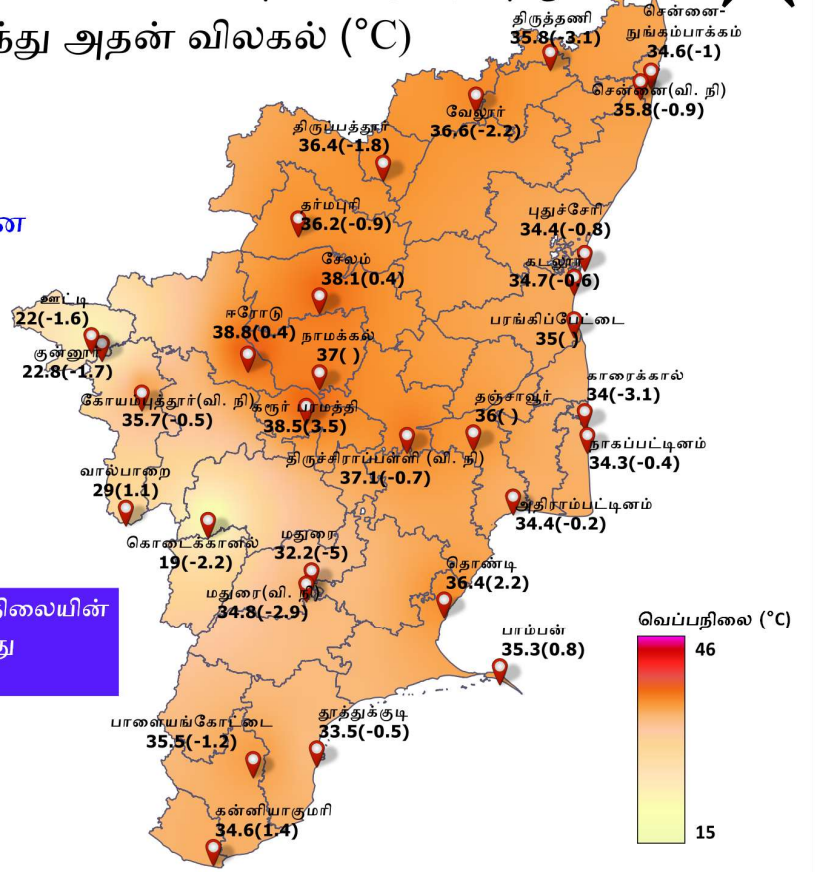 அதன் விலகல் (°C)
திருத்தணி
35.8(-3.1)
சென்னை-
நுங்கம்பாக்கம்
34.6(-1)
சென்னை(வி. நி)
35.8(-0.9)
வேலூர்
36.6(-2.2)
திருப்பத்தூர்
36.4(-1.8)
தர்மபுரி
36.2(-0.9)
புதுச்சேரி
34.4(-0.8)
கடலூர்
34.7(-0.6)
சேலம்
38.1(0.4)
ஊட்டி
22(-1.6)
ஈரோடு
38.8(0.4)
நாமக்கல்
37( )
பரங்கிப்பேட்டை
35( )
குன்னூர்
22.8(-1.7)
காரைக்கால்
34(-3.1)
கோயம்புத்தூர்(வி. நி)
35.7(-0.5)
கரூர் பரமத்தி
38.5(3.5)
தஞ்சாவூர்
36( )
நாகப்பட்டினம்
34.3(-0.4)
திருச்சிராப்பள்ளி (வி. நி)
37.1(-0.7)
வால்பாறை
29(1.1)
அதிராம்பட்டினம்
34.4(-0.2)
கொடைக்கானல்
19(-2.2)
மதுரை
32.2(-5)
மதுரை(வி. நி)
34.8(-2.9)
தொண்டி
36.4(2.2)
பாம்பன்
35.3(0.8)
வெப்பநிலை (°C)
46
15
பாளையங்கோட்டை
35.5(-1.2)
தூத்துக்குடி
33.5(-0.5)
கன்னியாகுமரி
34.6(1.4)